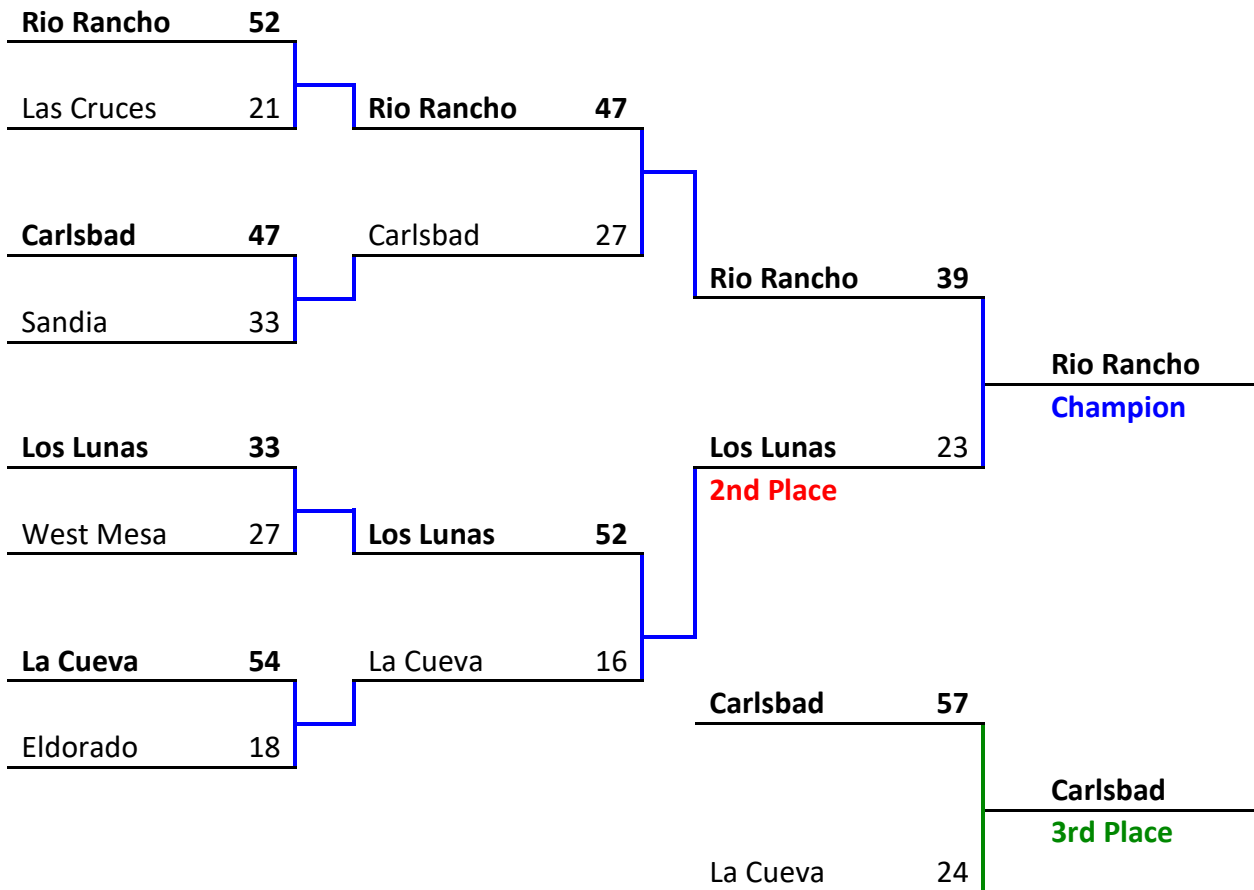 Rio Rancho 52
Las Cruces 21
Rio Rancho 47
Carlsbad 47
Carlsbad 27
Rio Rancho 39
Sandia 33
Rio Rancho
Champion
Los Lunas 33
Los Lunas 23
2nd Place
West Mesa 27
Los Lunas 52
La Cueva 54
La Cueva 16
Carlsbad 57
Eldorado 18
Carlsbad
3rd Place
La Cueva 24